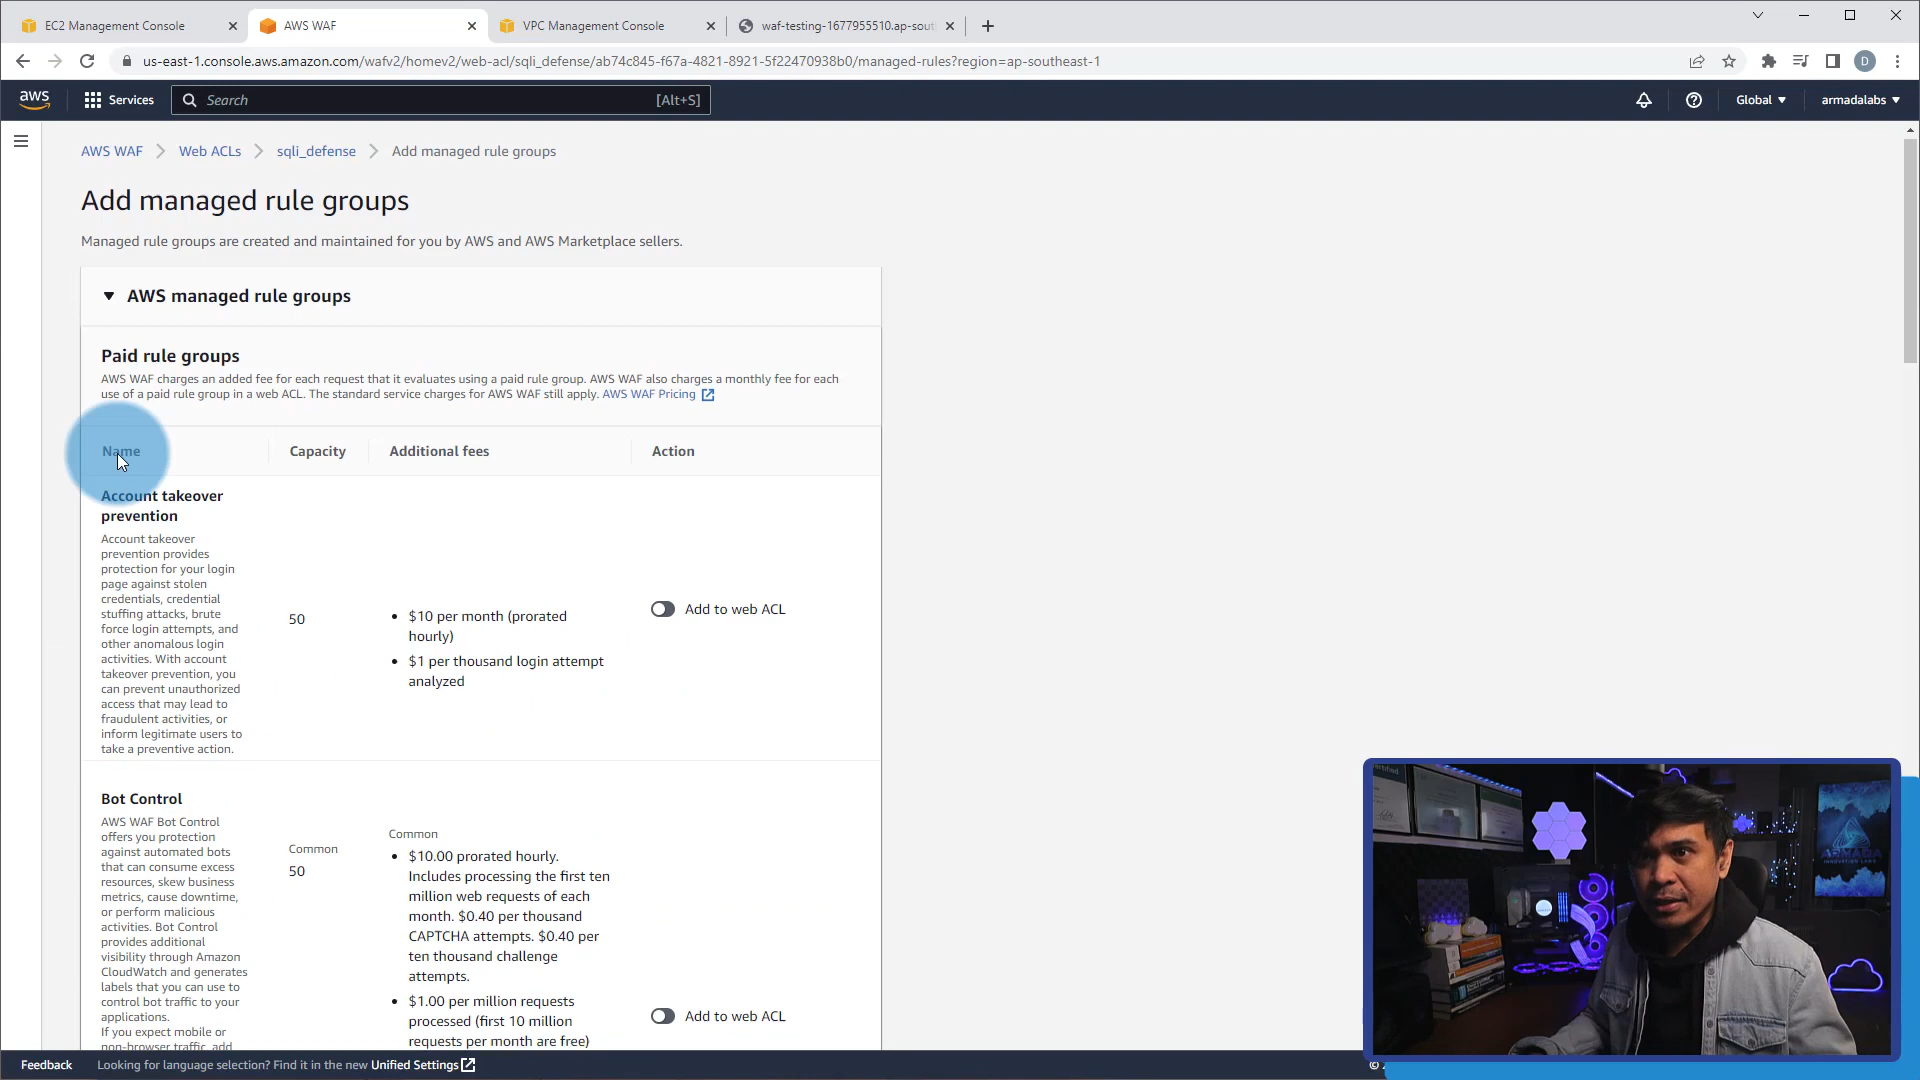 EC2 Management Console
AWS WAF
VPC Management Console
waf-testing-1677955510.ap-sout
us-east-1.console.aws.amazon.com/wafv2/homev2/web-acl/sqli_defense/ab74c845-f67a-4821-8921-5f22470938b0/managed-rules?region=ap-southeast-1
D
aws
Services
Search
[Alt+S]
Global
armadalabs
AWS WAF
Web ACLs
sqli_defense
Add managed rule groups
Add managed rule groups
Managed rule groups are created and maintained for you by AWS and AWS Marketplace sellers.
AWS managed rule groups
Paid rule groups
AWS WAF charges an added fee for each request that it evaluates using a paid rule group. AWS WAF also charges a monthly fee for each
use of a paid rule group in a web ACL. The standard service charges for AWS WAF still apply. AWS WAF Pricing
Name
Capacity
Additional fees
Action
Account takeover
prevention
Account takeover
prevention provides
protection for your login
page against stolen
credentials, credential
stuffing attacks, brute
force login attempts, and
other anomalous login
activities. With account
takeover prevention, you
can prevent unauthorized
access that may lead to
fraudulent activities, or
inform legitimate users to
take a preventive action.
50
• $10 per month (prorated
hourly)
• $1 per thousand login attempt
analyzed
Add to web ACL
Bot Control
AWS WAF Bot Control
offers you protection
against automated bots
that can consume excess
resources, skew business
metrics, cause downtime,
or perform malicious
activities. Bot Control
provides additional
visibility through Amazon
CloudWatch and generates
labels that you can use to
control bot traffic to your
applications.
If you expect mobile or
non-browser traffic, add
Common
50
Common
• $10.00 prorated hourly.
Includes processing the first ten
million web requests of each
month. $0.40 per thousand
CAPTCHA attempts. $0.40 per
ten thousand challenge
attempts.
• $1.00 per million requests
processed (first 10 million
requests per month are free)
Add to web ACL
ARMADA
INNOVATION LABS
Feedback
Looking for language selection? Find it in the new Unified Settings
©